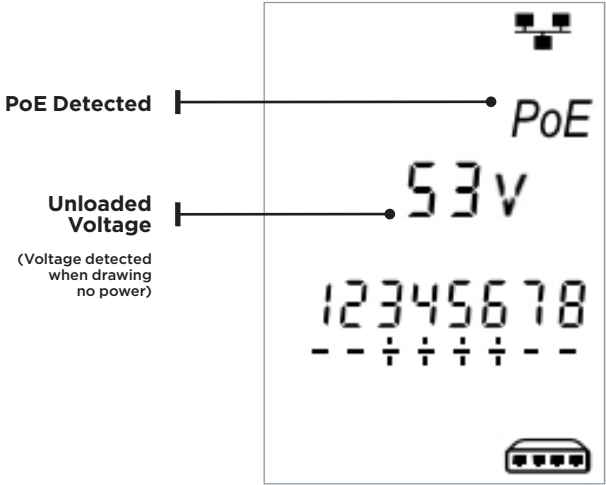 PoE Detected
PoE
Unloaded
Voltage
53V
(Voltage detected
when drawing
no power)
12345678
- - ÷ ÷ ÷ ÷ - -